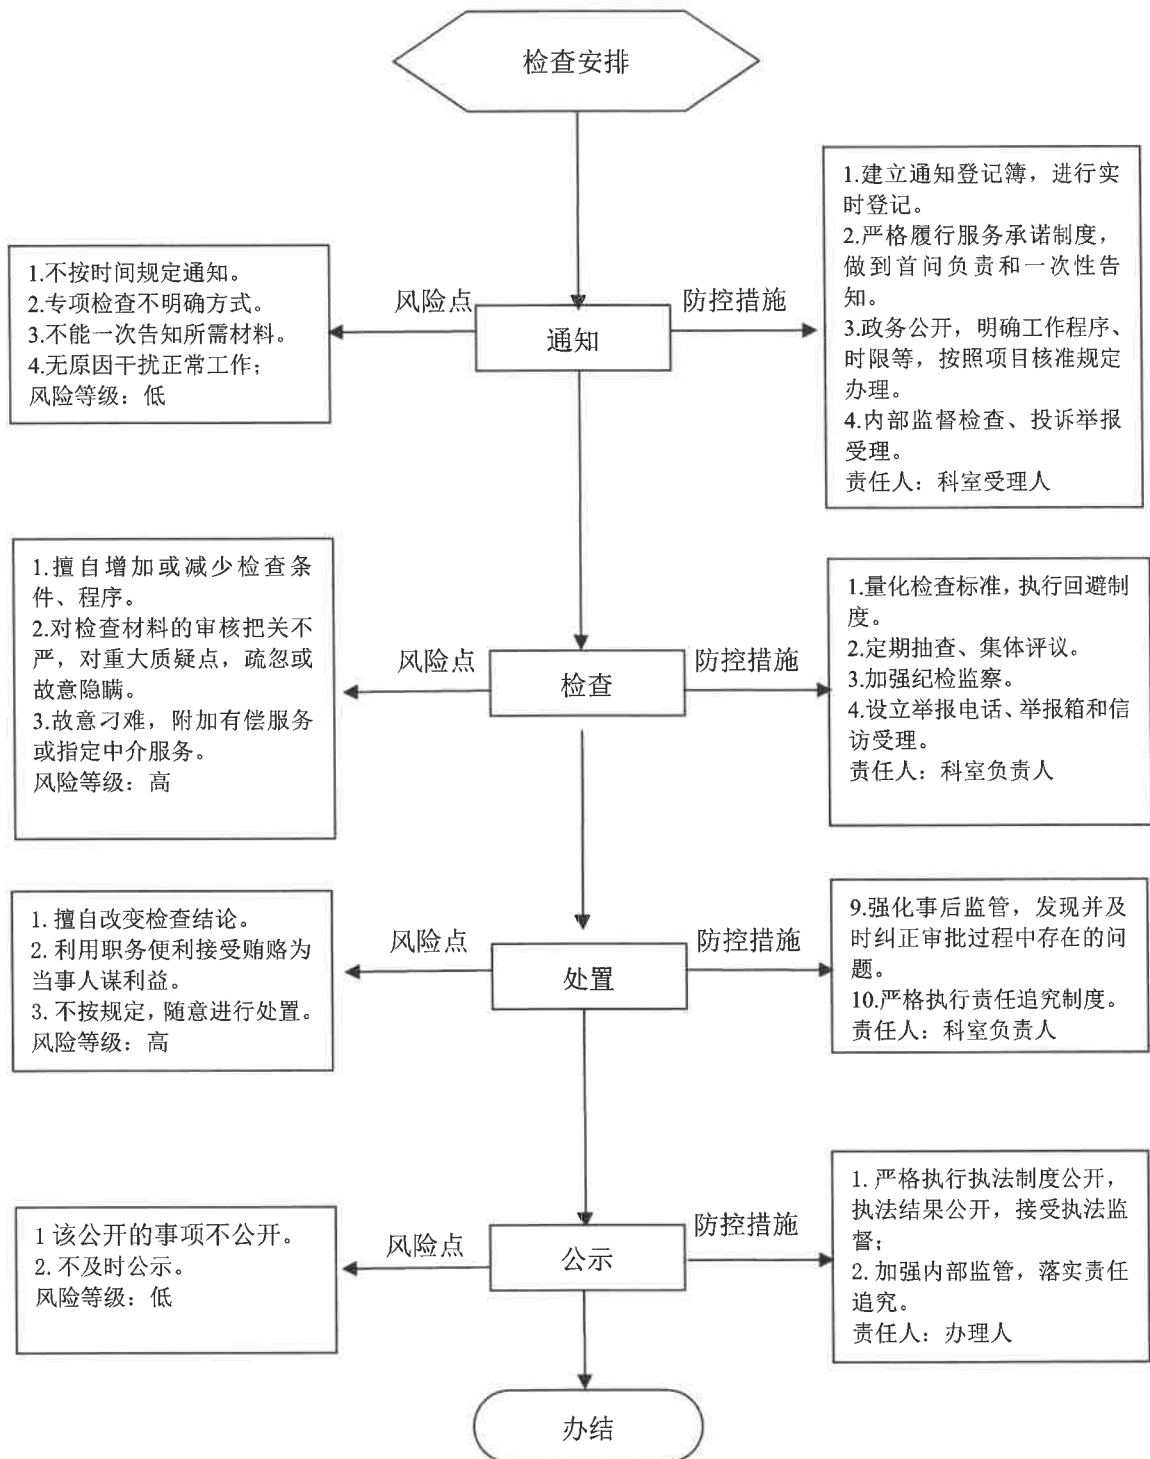 检查安排
1.建立通知登记簿，进行实
时登记。
2.严格履行服务承诺制度，
做到首问负责和一次性告
知。
3.政务公开，明确工作程序、
时限等，按照项目核准规定
办理。
4.内部监督检查、投诉举报
受理。
责任人：科室受理人
1.不按时间规定通知。
2.专项检查不明确方式。
3.不能一次告知所需材料。
4.无原因干扰正常工作；
风险等级：低
风险点
通知
防控措施
1.擅自增加或减少检查条
件、程序。
2.对检查材料的审核把关不
严，对重大质疑点，疏忽或
故意隐瞒。
3.故意刁难，附加有偿服务
或指定中介服务。
风险等级：高
风险点
检查
防控措施
1.量化检查标准，执行回避制
度。
2.定期抽查、集体评议。
3.加强纪检监察。
4.设立举报电话、举报箱和信
访受理。
责任人：科室负责人
1. 擅自改变检查结论。
2. 利用职务便利接受贿赂为
当事人谋利益。
3. 不按规定，随意进行处置。
风险等级：高
风险点
处置
防控措施
9.强化事后监管，发现并及
时纠正审批过程中存在的问
题。
10.严格执行责任追究制度。
责任人：科室负责人
1 该公开的事项不公开。
2. 不及时公示。
风险等级：低
风险点
公示
防控措施
1. 严格执行执法制度公开，
执法结果公开，接受执法监
督；
2. 加强内部监管，落实责任
追究。
责任人：办理人
办结